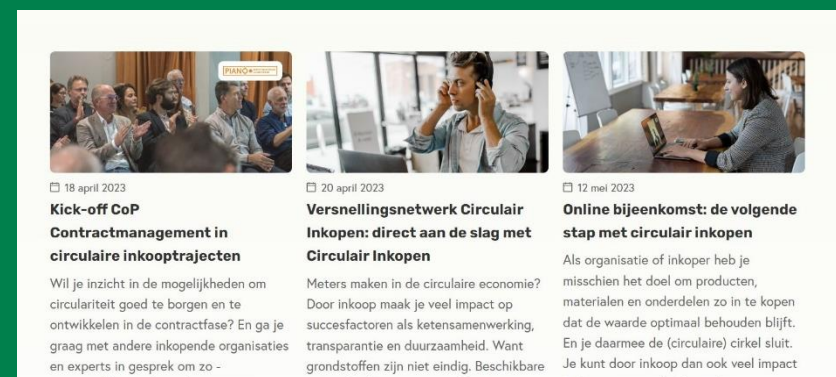 PIANOo
18 april 2023
Kick-off CoP
Contractmanagement in
circulaire inkooptrajecten
Wil je inzicht in de mogelijkheden om
circulariteit goed te borgen en te
ontwikkelen in de contractfase? En ga je
graag met andere inkopende organisaties
en experts in gesprek om zo -
20 april 2023
Versnellingsnetwerk Circulair
Inkopen: direct aan de slag met
Circulair Inkopen
Meters maken in de circulaire economie?
Door inkoop maak je veel impact op
succesfactoren als ketensamenwerking,
transparantie en duurzaamheid. Want
grondstoffen zijn niet eindig. Beschikbare
12 mei 2023
Online bijeenkomst: de volgende
stap met circulair inkopen
Als organisatie of inkoper heb je
misschien het doel om producten,
materialen en onderdelen zo in te kopen
dat de waarde optimaal behouden blijft.
En je daarmee de (circulaire) cirkel sluit.
Je kunt door inkoop dan ook veel impact